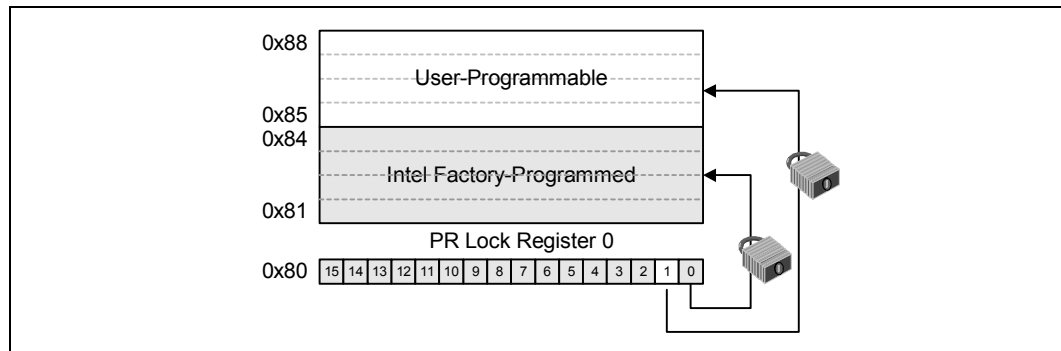 0x88
User-Programmable
0x85
0x84
Intel Factory-Programmed
0x81
PR Lock Register 0
0x80 15 14 13 12 11 10 9 8 7 6 5 4 3 2 1 0